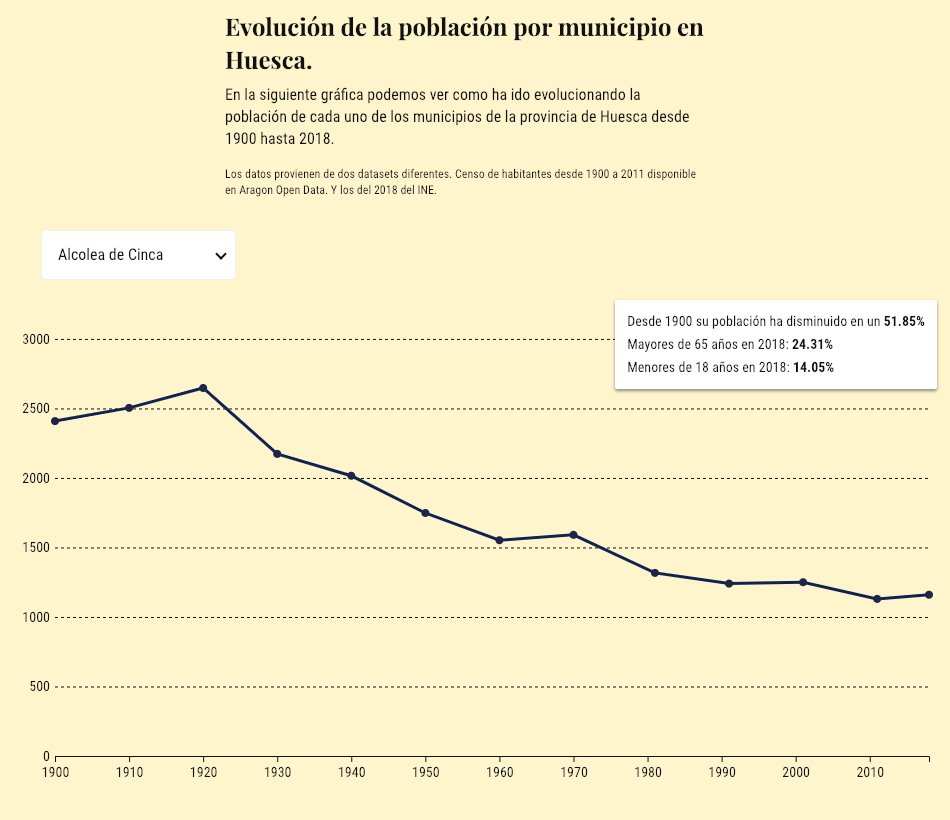 Evolución de la población por municipio en
Huesca.
En la siguiente gráfica podemos ver como ha ido evolucionando la
población de cada uno de los municipios de la provincia de Huesca desde
1900 hasta 2018.
Los datos provienen de dos datasets diferentes. Censo de habitantes desde 1900 a 2011 disponible
en Aragon Open Data. Y los del 2018 del INE.
Alcolea de Cinca
Desde 1900 su población ha disminuido en un 51.85%
Mayores de 65 años en 2018: 24.31%
Menores de 18 años en 2018: 14.05%
3000
2500
2000
1500
1000
500
0
1900 1910 1920 1930 1940 1950 1960 1970 1980 1990 2000 2010